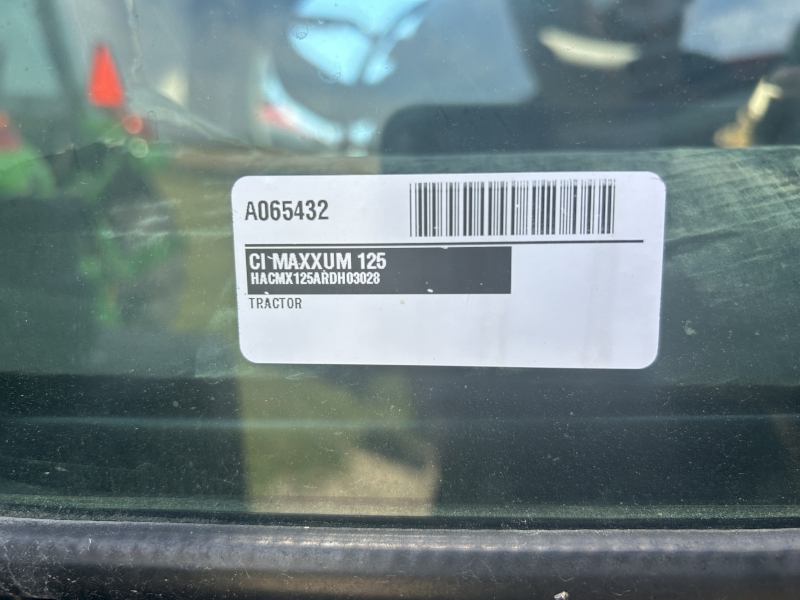 A065432
CI MAXXUM 125
HACMX125ARDH03028
TRACTOR